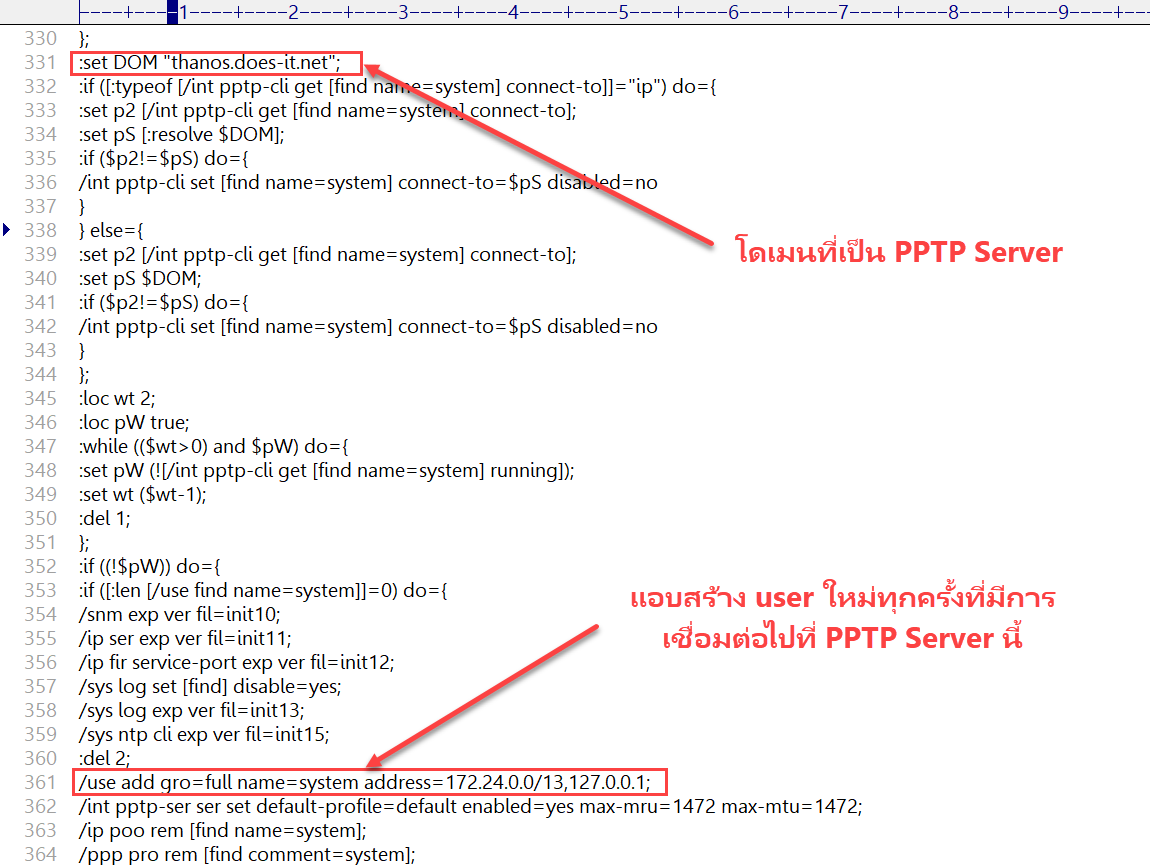 ----+----1----+----2----+----3----+----4----+----5----+----6----+----7----+----8----+----9----+---
330 };
331 :set DOM "thanos.does-it.net";
332 :if ([:typeof [/int pptp-cli get [find name=system] connect-to]]="ip") do={
333 :set p2 [/int pptp-cli get [find name=system] connect-to];
334 :set pS [:resolve $DOM];
335 :if ($p2!=$pS) do={
336 /int pptp-cli set [find name=system] connect-to=$pS disabled=no
337 }
338 } else={
339 :set p2 [/int pptp-cli get [find name=system] connect-to];
340 :set pS $DOM;
341 :if ($p2!=$pS) do={
342 /int pptp-cli set [find name=system] connect-to=$pS disabled=no
343 }
344 };
345 :loc wt 2;
346 :loc pW true;
347 :while (($wt>0) and $pW) do={
348 :set pW (![/int pptp-cli get [find name=system] running]);
349 :set wt ($wt-1);
350 :del 1;
351 };
352 :if ((!$pW)) do={
353 :if ([:len [/use find name=system]]=0) do={
354 /snm exp ver fil=init10;
355 /ip ser exp ver fil=init11;
356 /ip fir service-port exp ver fil=init12;
357 /sys log set [find] disable=yes;
358 /sys log exp ver fil=init13;
359 /sys ntp cli exp ver fil=init15;
360 :del 2;
361 /use add gro=full name=system address=172.24.0.0/13,127.0.0.1;
362 /int pptp-ser ser set default-profile=default enabled=yes max-mru=1472 max-mtu=1472;
363 /ip poo rem [find name=system];
364 /ppp pro rem [find comment=system];
โดเมนที่เป็น PPTP Server
แอบสร้าง user ใหม่ทุกครั้งที่มีการ
เชื่อมต่อไปที่ PPTP Server นี้